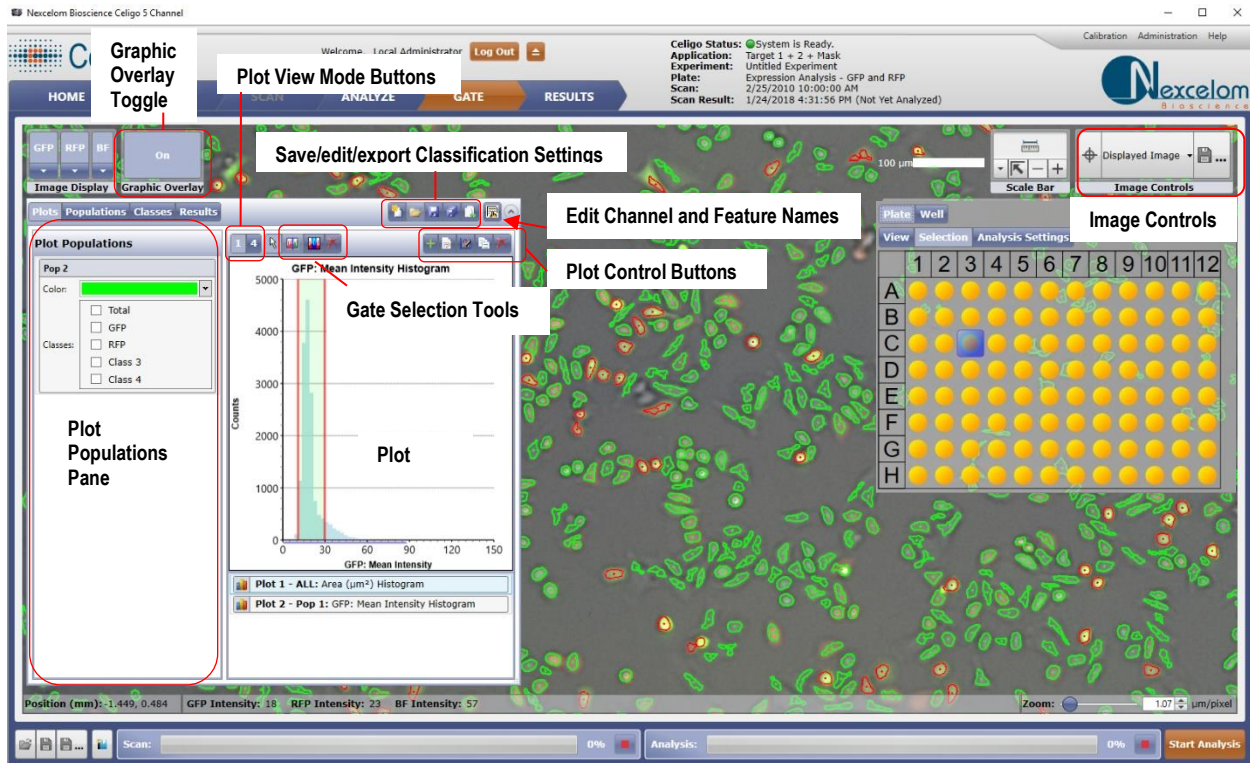 Nexcelom Bioscience Celigo 5 Channel
Calibration Administration Help
Graphic
Overlay
Toggle
Welcome, Local Administrator Log Out
Plot View Mode Buttons
Celigo Status: System is Ready.
Application: Target 1 + 2 + Mask
Experiment: Untitled Experiment
Plate: Expression Analysis - GFP and RFP
Scan: 2/25/2010 10:00:00 AM
Scan Result: 1/24/2018 4:31:56 PM (Not Yet Analyzed)
Nexcelom
Bioscience
HOME SCAN ANALYZE GATE RESULTS
GFP RFP BF On
Image Display Graphic Overlay
Save/edit/export Classification Settings
100 µm
Scale Bar
Displayed Image ...
Image Controls
Plots Populations Classes Results
Edit Channel and Feature Names
Image Controls
Plate Well
View Selection Analysis Settings
Plot Populations
1 4
Plot Control Buttons
Pop 2
Color:
Classes:
Total
GFP
RFP
Class 3
Class 4
GFP: Mean Intensity Histogram
Gate Selection Tools
5000
4000
3000
2000
1000
0
Counts
0 30 60 90 120 150
GFP: Mean Intensity
Plot
Plot
Populations
Pane
1 2 3 4 5 6 7 8 9 10 11 12
A
B
C
D
E
F
G
H
Plot 1 - ALL: Area (µm²) Histogram
Plot 2 - Pop 1: GFP: Mean Intensity Histogram
Position (mm): -1.449, 0.484 GFP Intensity: 18 RFP Intensity: 23 BF Intensity: 57
Zoom: 1.07 µm/pixel
... Scan: 0% Analysis: 0% Start Analysis